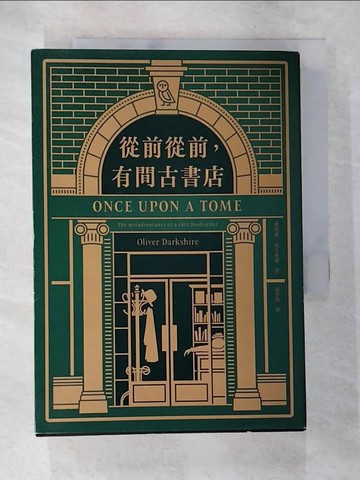 從前從前，
有間古書店
ONCE UPON A TOME
The misadventures of a rare bookseller
Oliver Darkshire